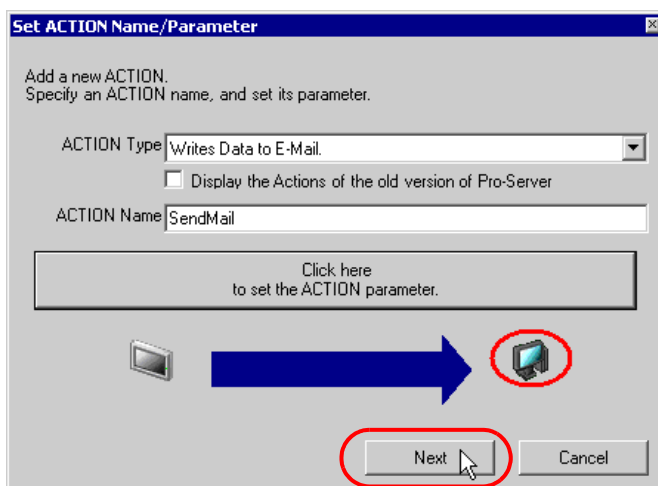 Set ACTION Name/Parameter
Add a new ACTION.
Specify an ACTION name, and set its parameter.
ACTION Type Writes Data to E-Mail.
Display the Actions of the old version of Pro-Server
ACTION Name SendMail
Click here
to set the ACTION parameter.
Next Cancel